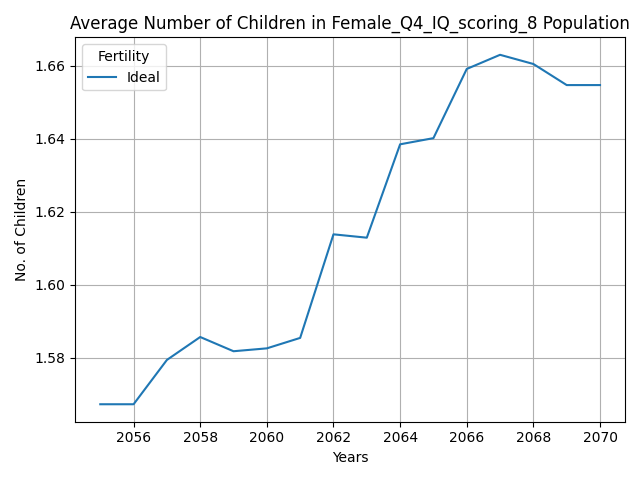 Average Number of Children in Female_Q4_IQ_scoring_8 Population
Fertility
Ideal
No. of Children
1.66
1.64
1.62
1.60
1.58
2056 2058 2060 2062 2064 2066 2068 2070
Years